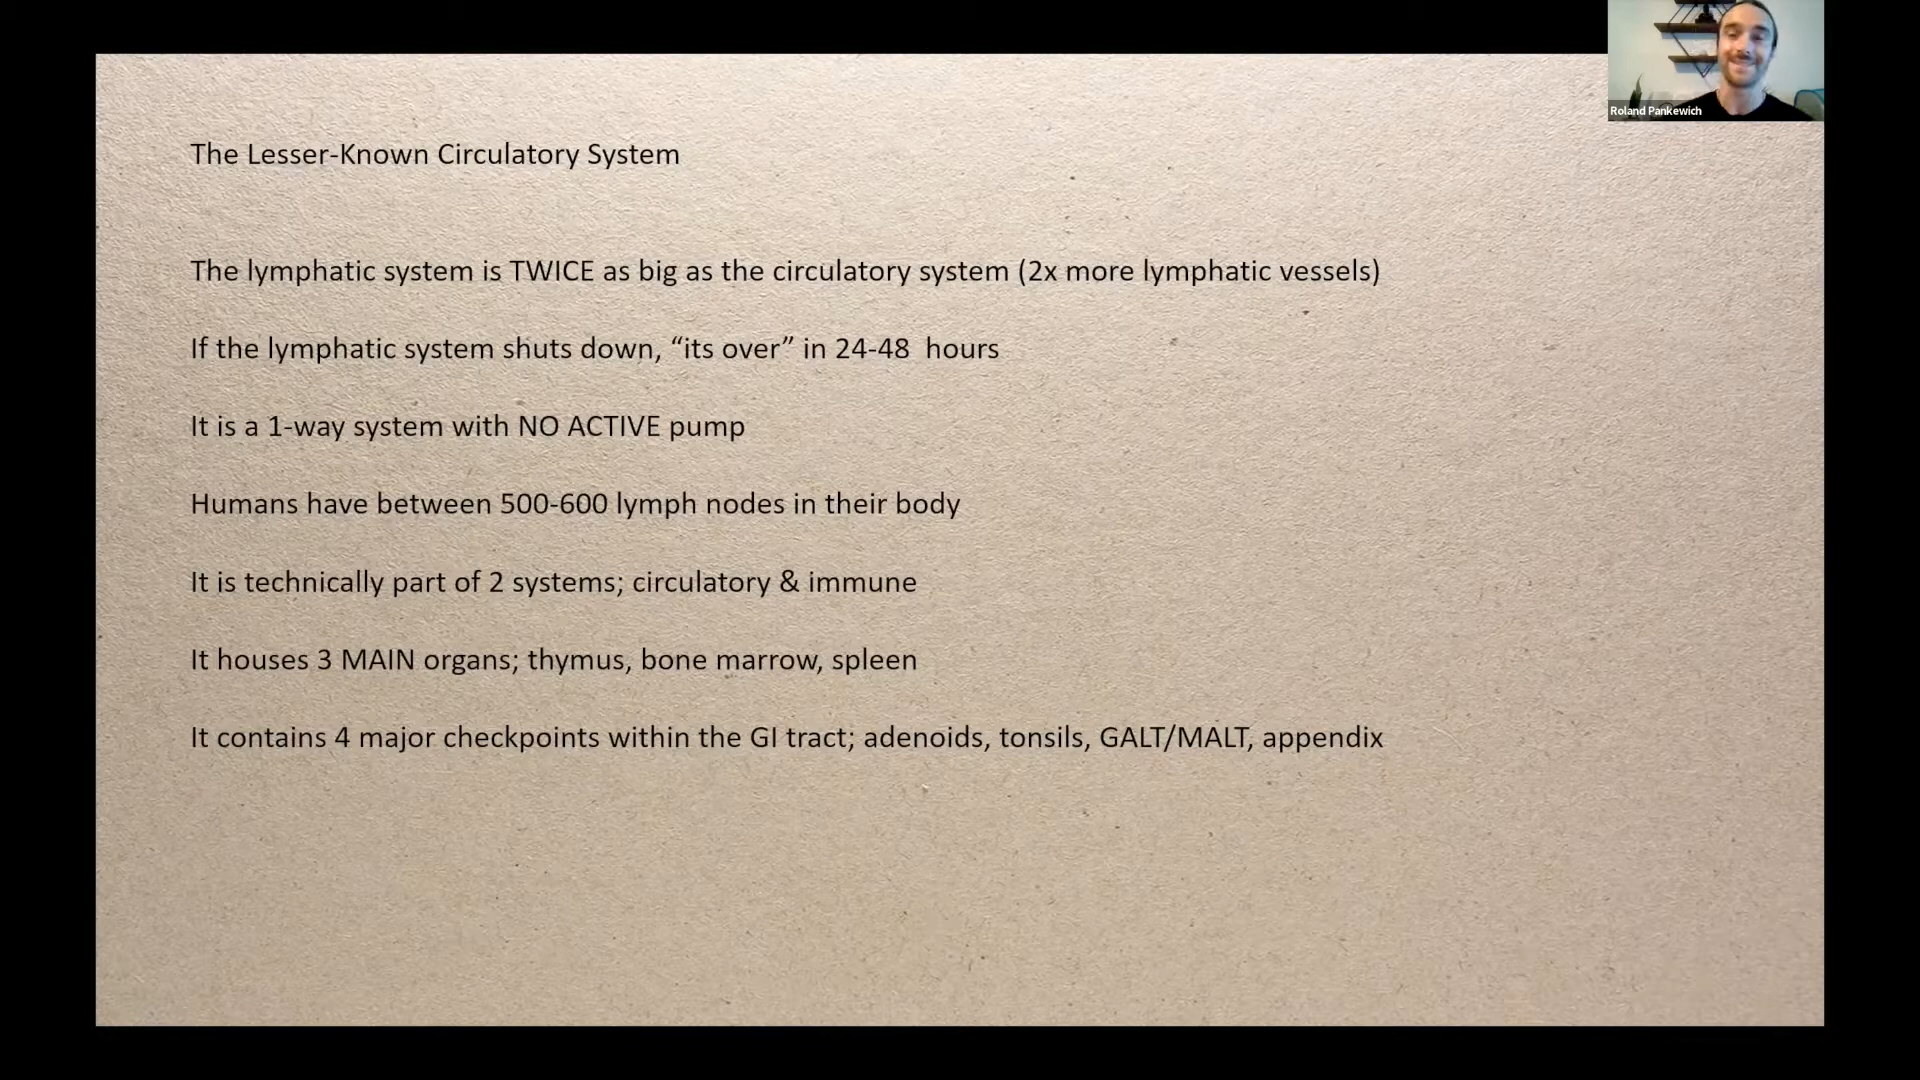 Roland Pankewich
The Lesser-Known Circulatory System
The lymphatic system is TWICE as big as the circulatory system (2x more lymphatic vessels)
If the lymphatic system shuts down, “its over” in 24-48  hours
It is a 1-way system with NO ACTIVE pump
Humans have between 500-600 lymph nodes in their body
It is technically part of 2 systems; circulatory & immune
It houses 3 MAIN organs; thymus, bone marrow, spleen
It contains 4 major checkpoints within the GI tract; adenoids, tonsils, GALT/MALT, appendix